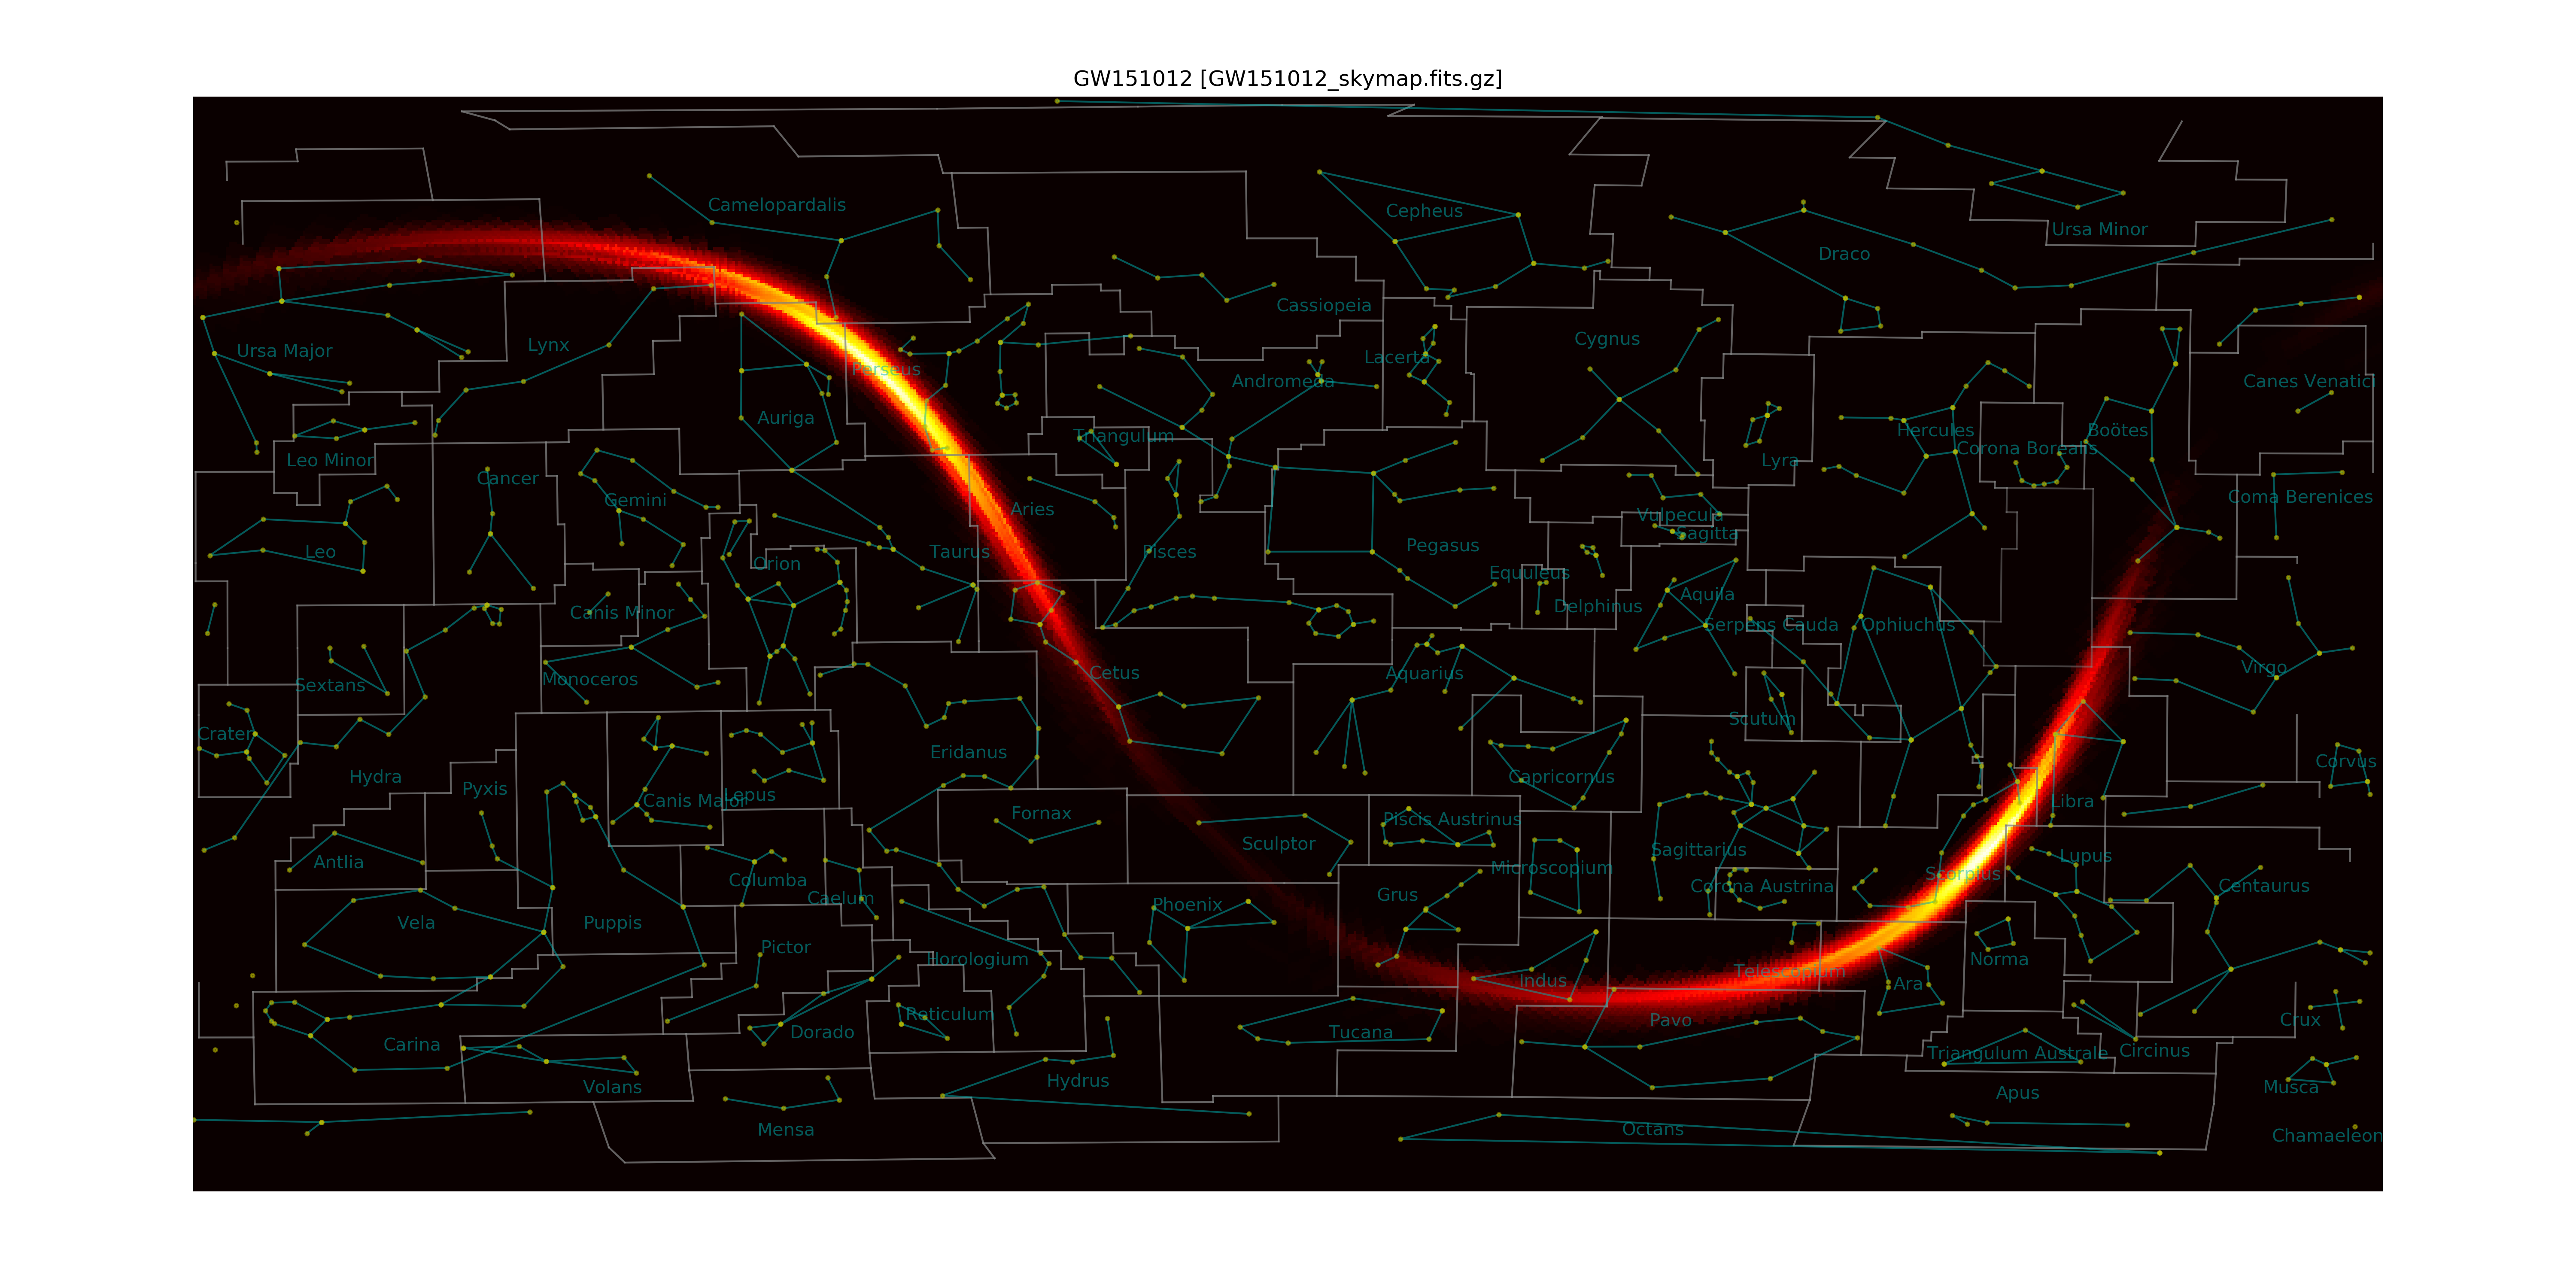 GW151012 [GW151012_skymap.fits.gz]
Camelopardalis
Cepheus
Ursa Minor
Draco
Cassiopeia
Ursa Major
Lynx
Cygnus
Lacerta
Perseus
Andromeda
Canes Venatici
Auriga
Triangulum
Hercules
Boötes
Corona Borealis
Leo Minor
Lyra
Cancer
Gemini
Coma Berenices
Aries
Vulpecula
Sagitta
Leo
Taurus
Pisces
Pegasus
Orion
Equuleus
Canis Minor
Delphinus
Aquila
Serpens Cauda
Ophiuchus
Virgo
Sextans
Monoceros
Cetus
Aquarius
Crater
Scutum
Eridanus
Corvus
Hydra
Capricornus
Pyxis
Canis Major
Lepus
Libra
Fornax
Piscis Austrinus
Sculptor
Sagittarius
Lupus
Antlia
Microscopium
Scorpius
Columba
Corona Austrina
Centaurus
Caelum
Grus
Phoenix
Vela
Puppis
Pictor
Horologium
Norma
Telescopium
Indus
Ara
Reticulum
Pavo
Crux
Dorado
Tucana
Carina
Triangulum Australe
Circinus
Hydrus
Volans
Musca
Apus
Mensa
Octans
Chamaeleon